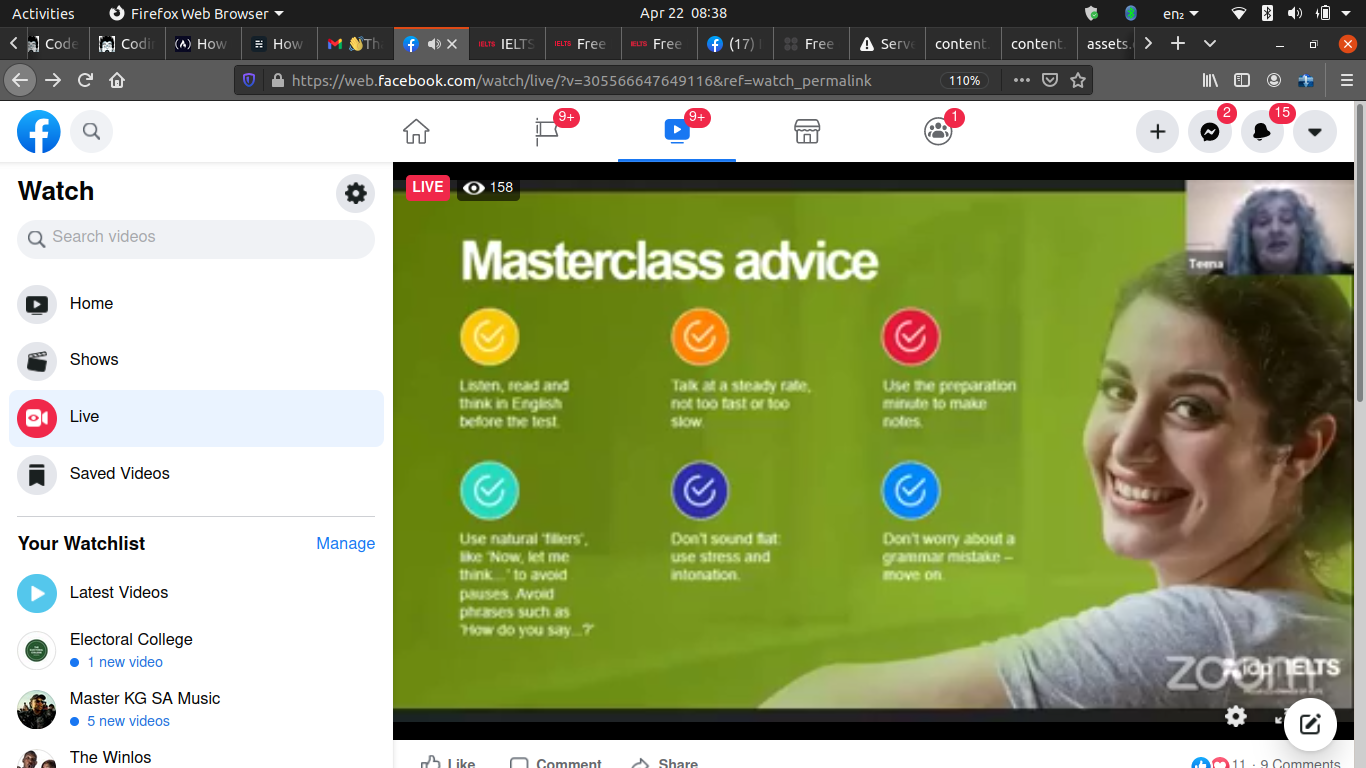 Activities
Firefox Web Browser
Apr 22 08:38
en₂
Code
Codin
How
How
👋Th
IELTS
Free
Free
(17)
Free
Serve
content.
content.
assets.
https://web.facebook.com/watch/live/?v=305566647649116&ref=watch_permalink
110%
9+
9+
1
2
15
Watch
Search videos
Home
Shows
Live
Saved Videos
Your Watchlist
Manage
Latest Videos
Electoral College
1 new video
Master KG SA Music
5 new videos
The Winlos
LIVE
158
Teena
Masterclass advice
Listen, read and
think in English
before the test.
Talk at a steady rate,
not too fast or too
slow.
Use the preparation
minute to make
notes.
Use natural 'fillers',
like 'Now, let me
think...' to avoid
pauses. Avoid
phrases such as
'How do you say...?'
Don't sound flat:
use stress and
intonation.
Don't worry about a
grammar mistake –
move on.
zoom
idp IELTS
Like
Comment
Share
11 · 9 Comments